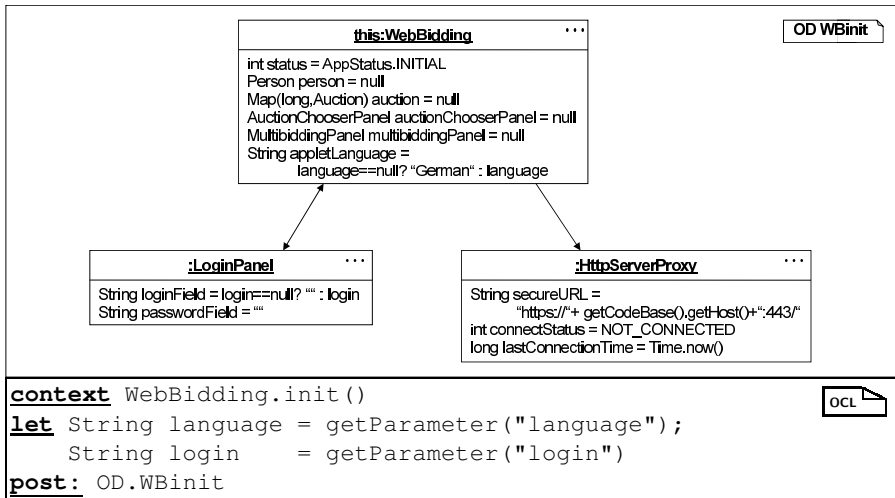 this:WebBidding ...
OD WBinit
int status = AppStatus.INITIAL
Person person = null
Map(long,Auction) auction = null
AuctionChooserPanel auctionChooserPanel = null
MultibiddingPanel multibiddingPanel = null
String appletLanguage =
language==null? “German“ : language
:LoginPanel ...
String loginField = login==null? ““ : login
String passwordField = ““
:HttpServerProxy ...
String secureURL =
“https://“+ getCodeBase().getHost()+“:443/“
int connectStatus = NOT_CONNECTED
long lastConnectionTime = Time.now()
context WebBidding.init()
OCL
let String language = getParameter("language");
String login = getParameter("login")
post: OD.WBinit